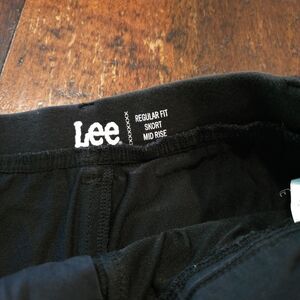 Lee
REGULAR FIT
SKORT
MID RISE